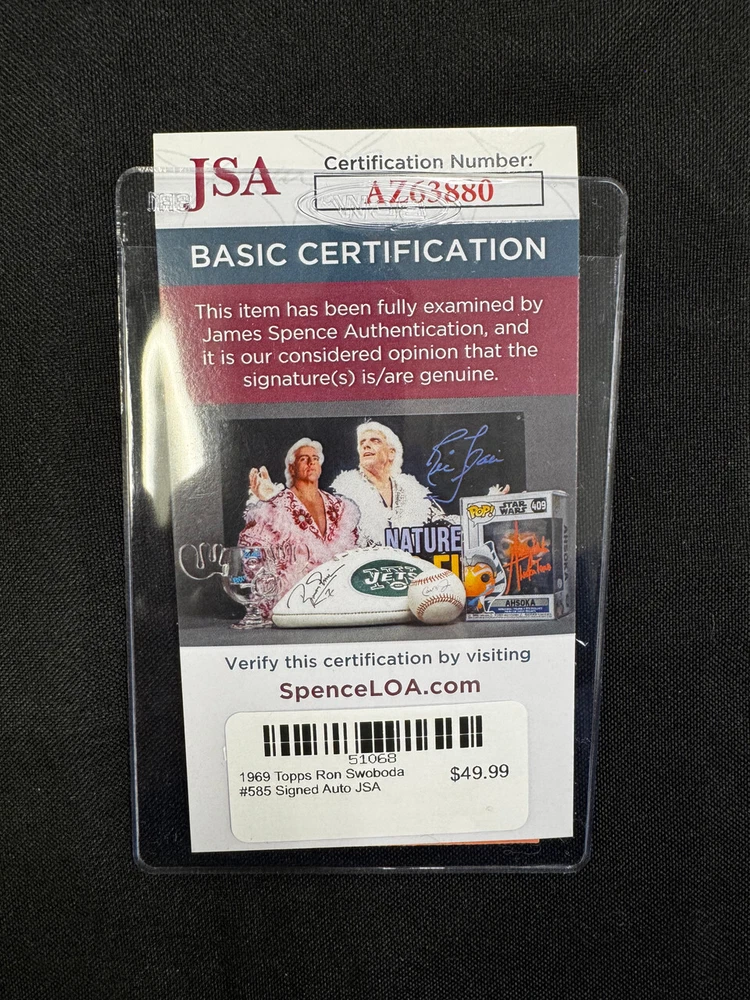 JSA
Certification Number:
AZ63880
BASIC CERTIFICATION
This item has been fully examined by
James Spence Authentication, and
it is our considered opinion that the
signature(s) is/are genuine.
NATURE
POP!
STAR WARS
409
AHSOKA
AHSOKA
JETS
Verify this certification by visiting
SpenceLOA.com
51068
1969 Topps Ron Swoboda
#585 Signed Auto JSA
$49.99